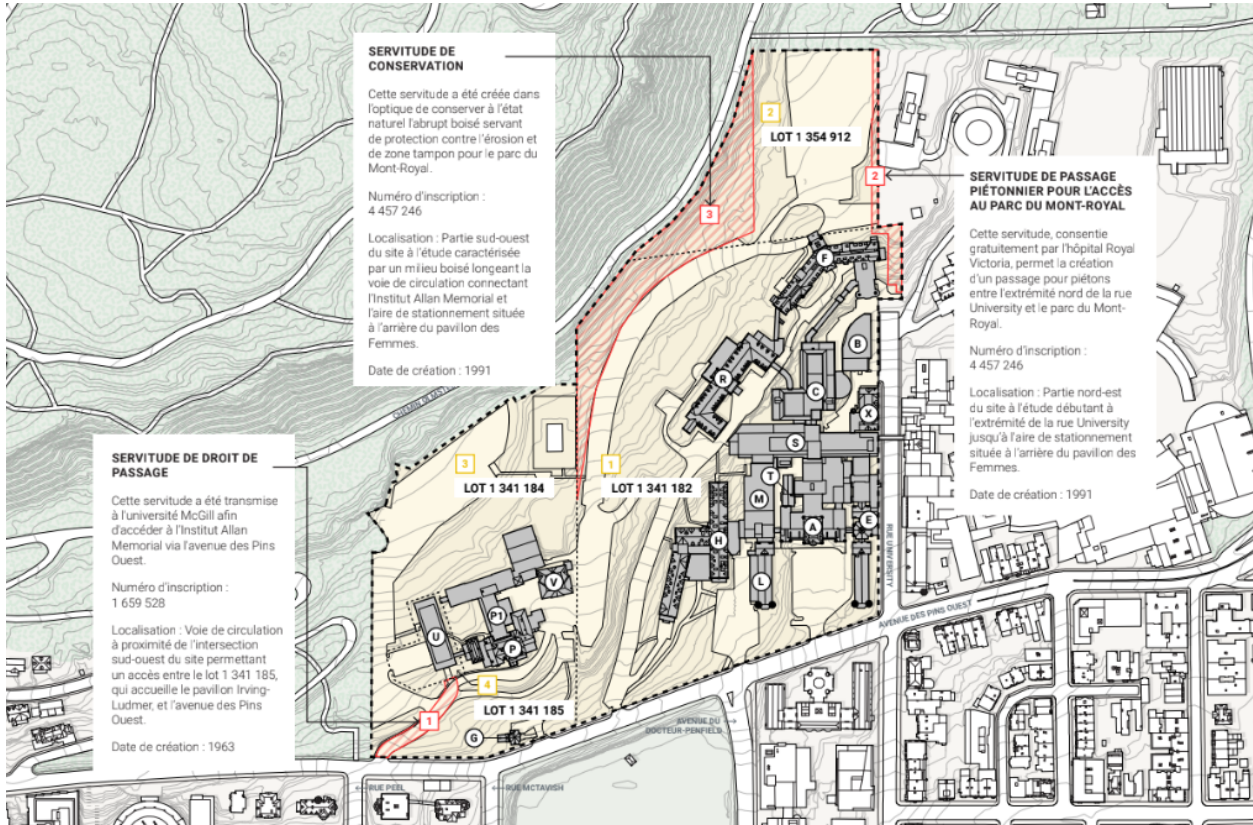 SERVITUDE DE
CONSERVATION
Cette servitude a été créée dans
l'optique de conserver à l'état
naturel l'abrupt boisé servant
de protection contre l'érosion et
de zone tampon pour le parc du
Mont-Royal.
Numéro d'inscription :
4 457 246
Localisation : Partie sud-ouest
du site à l'étude caractérisée
par un milieu boisé longeant la
voie de circulation connectant
l'Institut Allan Memorial et
l'aire de stationnement située
à l'arrière du pavillon des
Femmes.
Date de création : 1991
SERVITUDE DE PASSAGE
PIÉTONNIER POUR L'ACCÈS
AU PARC DU MONT-ROYAL
Cette servitude, consentie
gratuitement par l'hôpital Royal
Victoria, permet la création
d'un passage pour piétons
entre l'extrémité nord de la rue
University et le parc du Mont-
Royal.
Numéro d'inscription :
4 457 246
Localisation : Partie nord-est
du site à l'étude débutant à
l'extrémité de la rue University
jusqu'à l'aire de stationnement
située à l'arrière du pavillon des
Femmes.
Date de création : 1991
SERVITUDE DE DROIT DE
PASSAGE
Cette servitude a été transmise
à l'université McGill afin
d'accéder à l'Institut Allan
Memorial via l'avenue des Pins
Ouest.
Numéro d'inscription :
1 659 528
Localisation : Voie de circulation
à proximité de l'intersection
sud-ouest du site permettant
un accès entre le lot 1 341 185,
qui accueille le pavillon Irving-
Ludmer, et l'avenue des Pins
Ouest.
Date de création : 1963
2
LOT 1 354 912
2
3
F
B
R
C
X
S
3
LOT 1 341 184
1
LOT 1 341 182
T
M
A
E
H
L
V
P1
U
P
4
LOT 1 341 185
1
G
RUE UNIVERSITY
AVENUE DES PINS OUEST
AVENUE DU
DOCTEUR-PENFIELD
RUE PEEL
RUE MCTAVISH